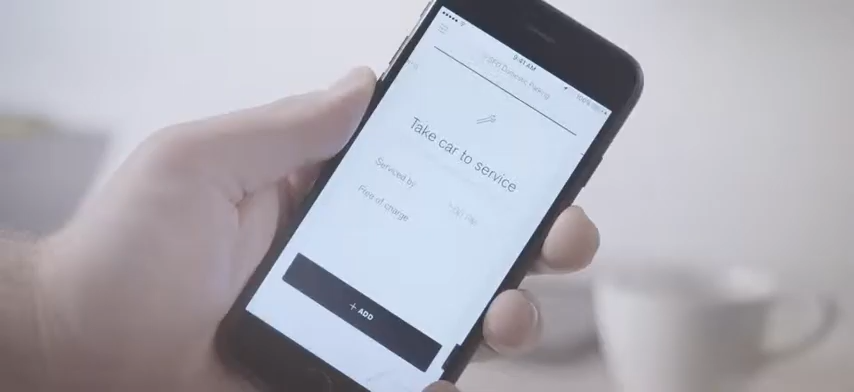 9:41 AM
Take car to service
Serviced by
Free of charge
+ ADD